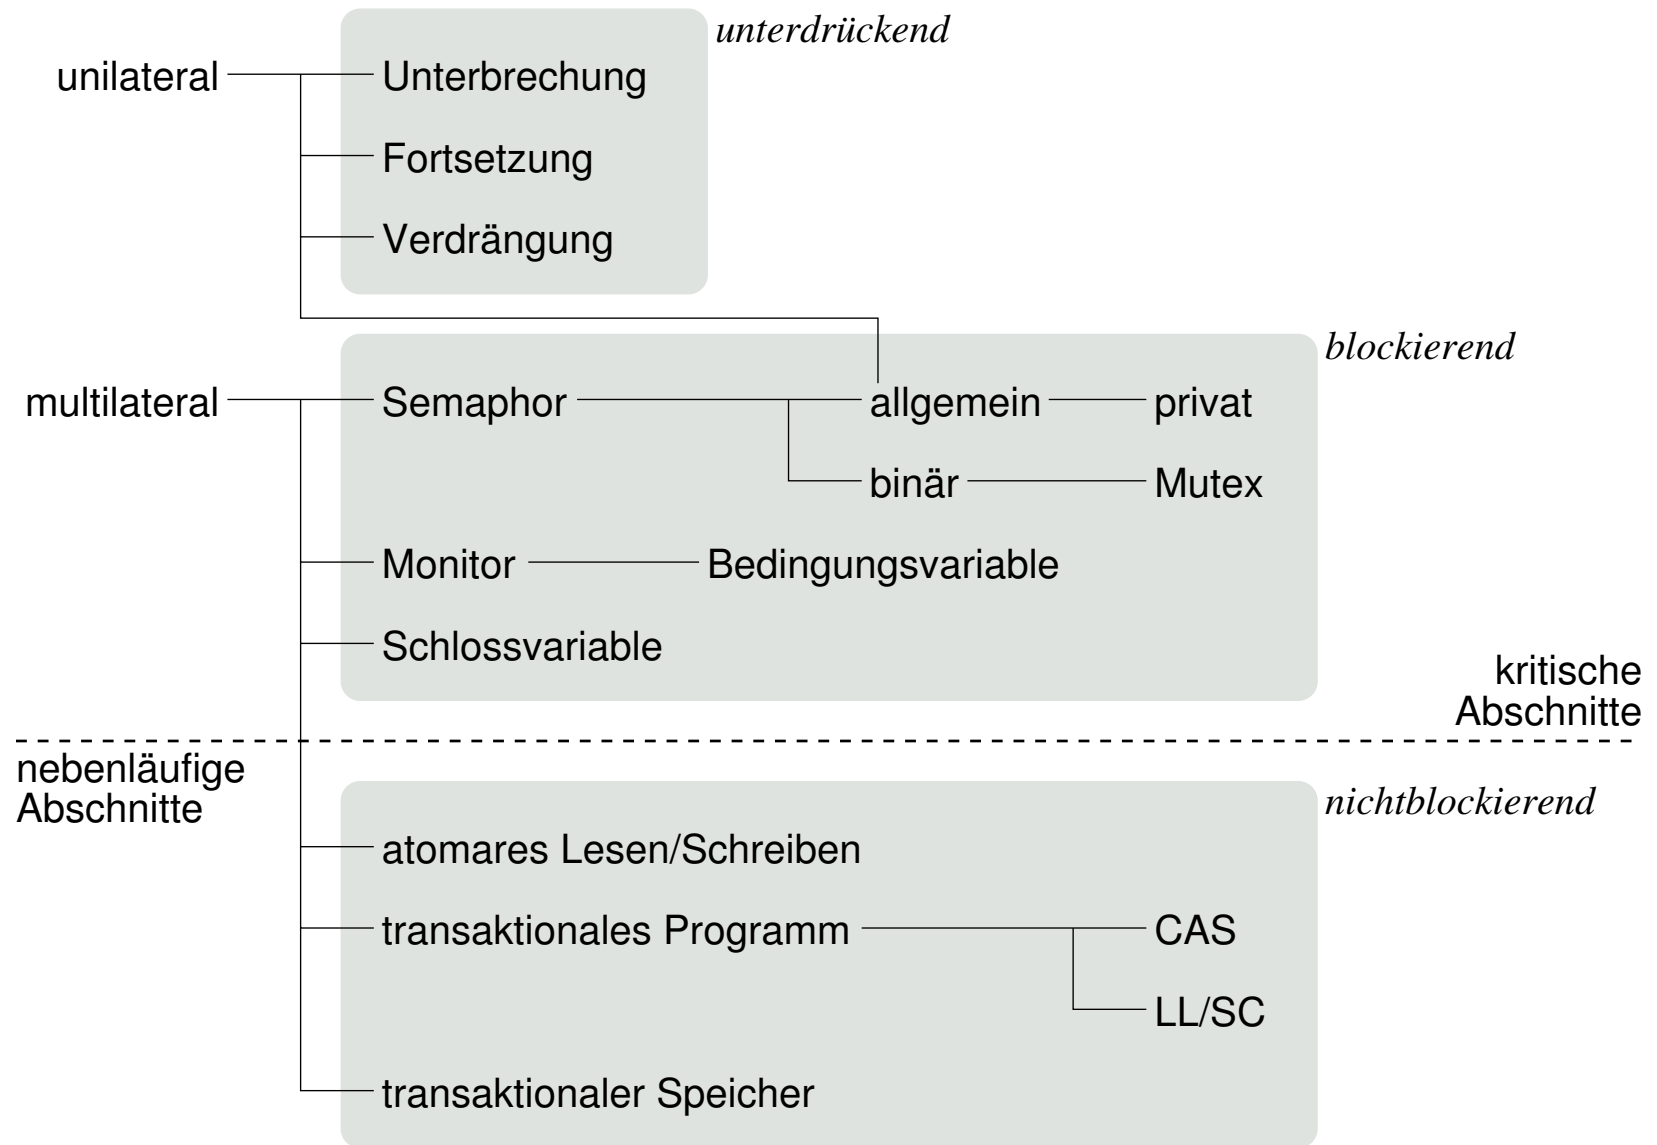 unterdrückend
unilateral
Unterbrechung
Fortsetzung
Verdrängung
blockierend
multilateral
Semaphor
allgemein
privat
binär
Mutex
Monitor
Bedingungsvariable
Schlossvariable
kritische
Abschnitte
nebenläufige
Abschnitte
nichtblockierend
atomares Lesen/Schreiben
transaktionales Programm
CAS
LL/SC
transaktionaler Speicher